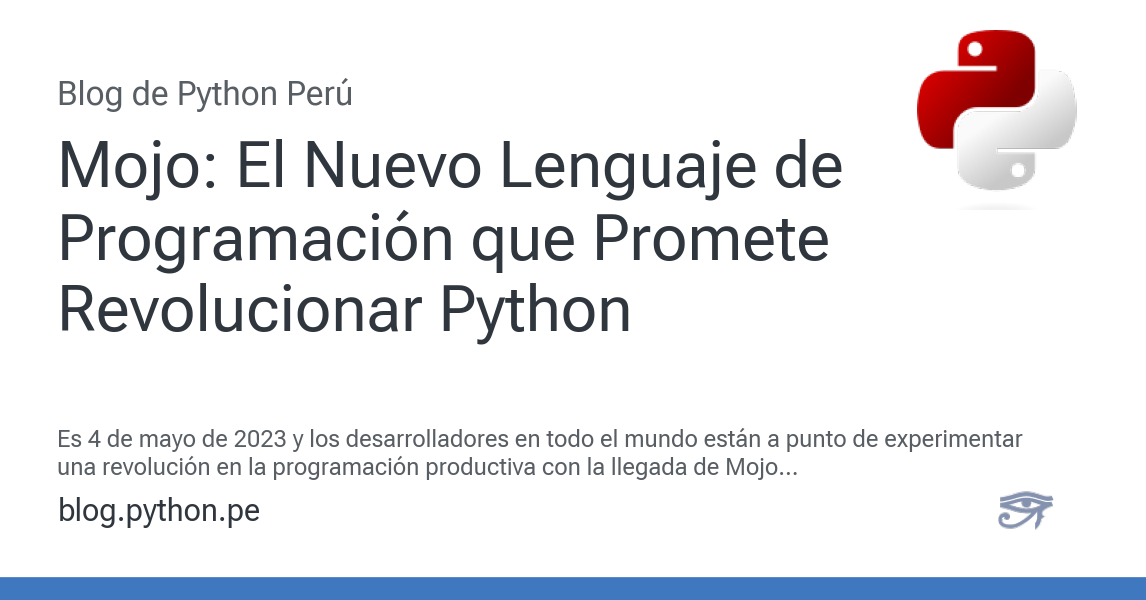 Blog de Python Perú
Mojo: El Nuevo Lenguaje de
Programación que Promete
Revolucionar Python
Es 4 de mayo de 2023 y los desarrolladores en todo el mundo están a punto de experimentar
una revolución en la programación productiva con la llegada de Mojo...
blog.python.pe